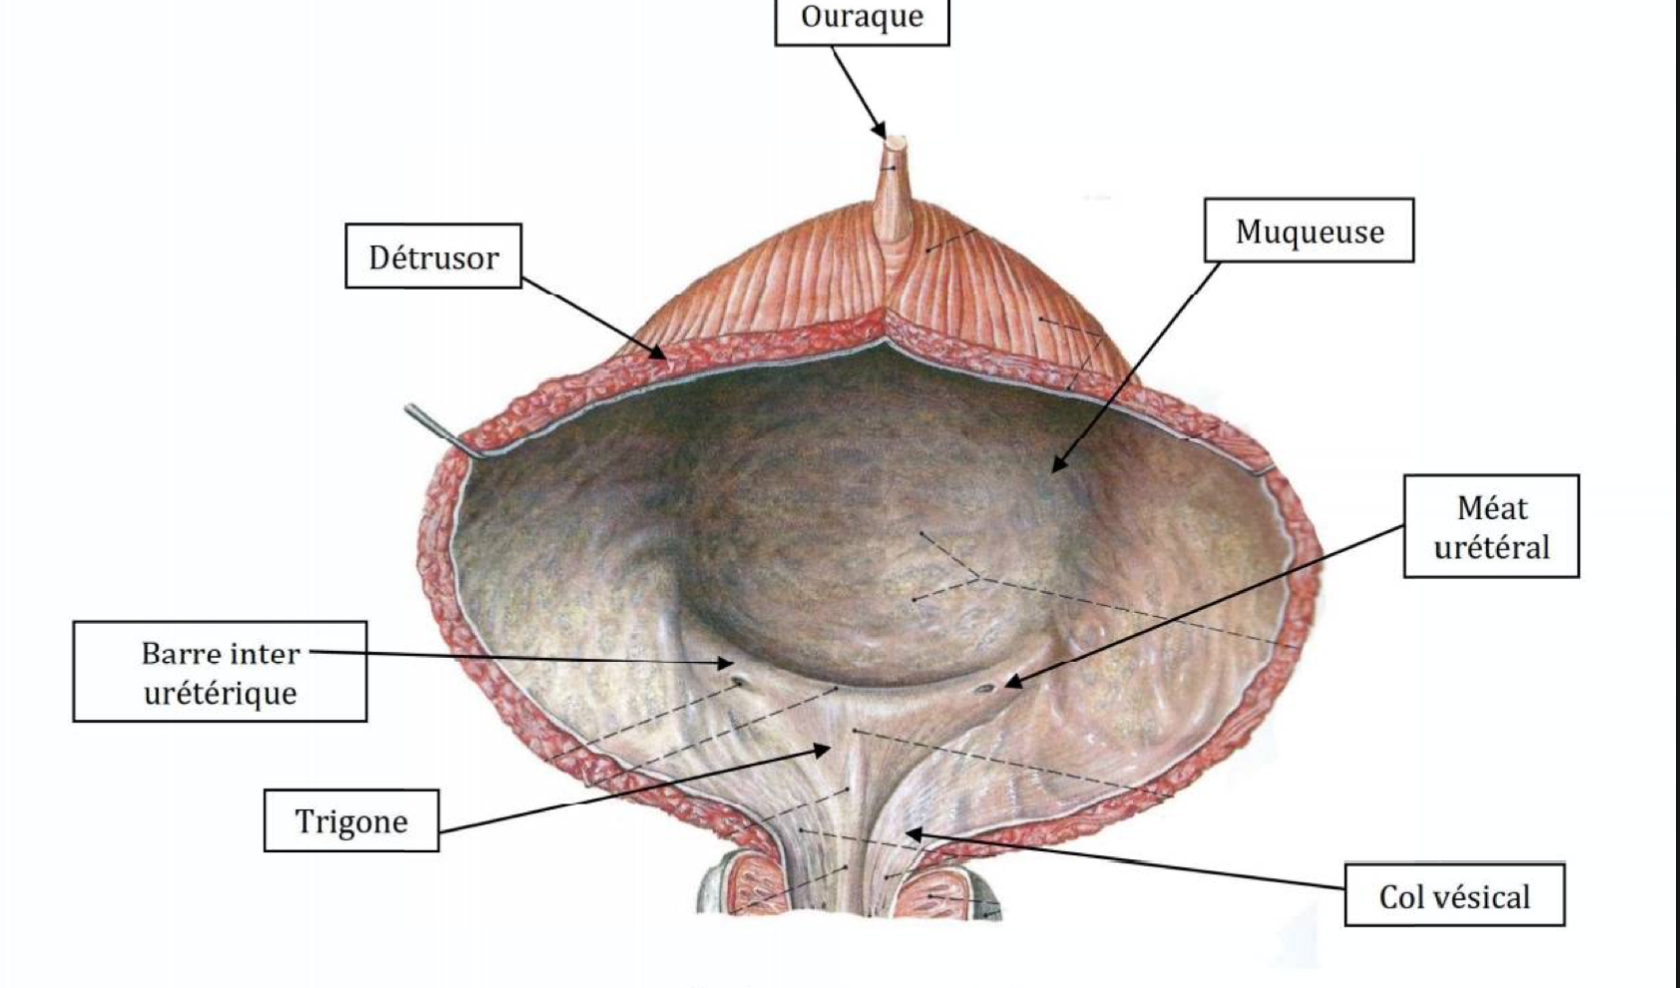 Ouraque
Détrusor
Muqueuse
Méat
urétéral
Barre inter
urétérique
Trigone
Col vésical